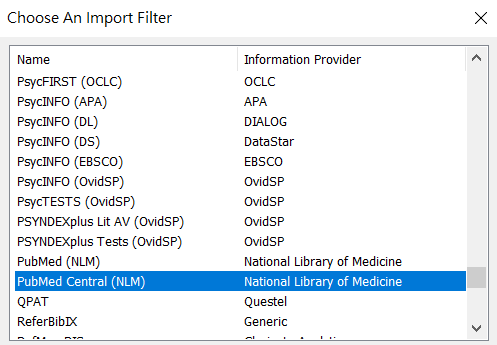 Choose An Import Filter
Name Information Provider
PsycFIRST (OCLC) OCLC
PsycINFO (APA) APA
PsycINFO (DL) DIALOG
PsycINFO (DS) DataStar
PsycINFO (EBSCO) EBSCO
PsycINFO (OvidSP) OvidSP
PsycTESTS (OvidSP) OvidSP
PSYNDEXplus Lit AV (OvidSP) OvidSP
PSYNDEXplus Tests (OvidSP) OvidSP
PubMed (NLM) National Library of Medicine
PubMed Central (NLM) National Library of Medicine
QPAT Questel
ReferBibIX Generic